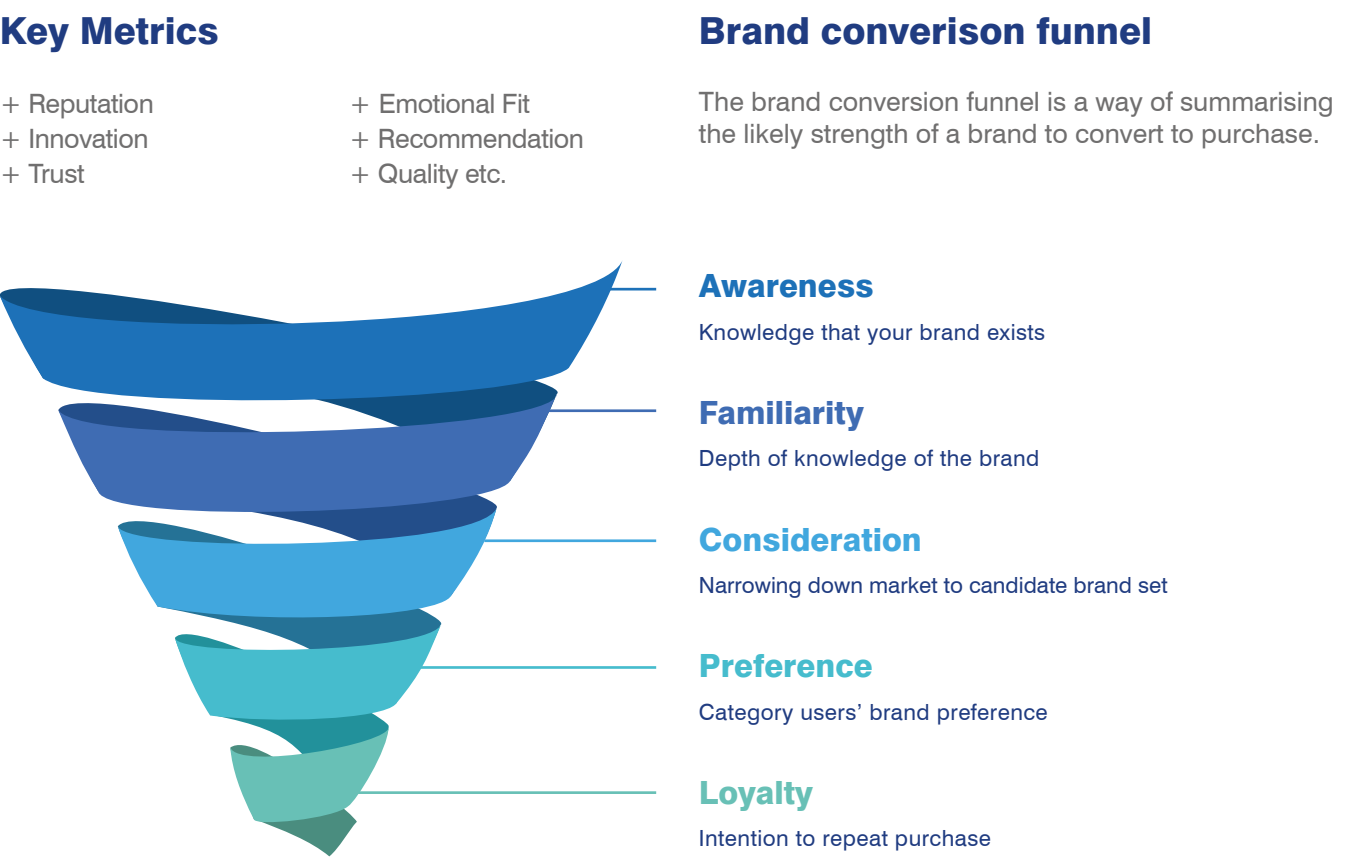 Key Metrics
+ Reputation
+ Innovation
+ Trust
+ Emotional Fit
+ Recommendation
+ Quality etc.
Brand converison funnel
The brand conversion funnel is a way of summarising
the likely strength of a brand to convert to purchase.
Awareness
Knowledge that your brand exists
Familiarity
Depth of knowledge of the brand
Consideration
Narrowing down market to candidate brand set
Preference
Category users’ brand preference
Loyalty
Intention to repeat purchase